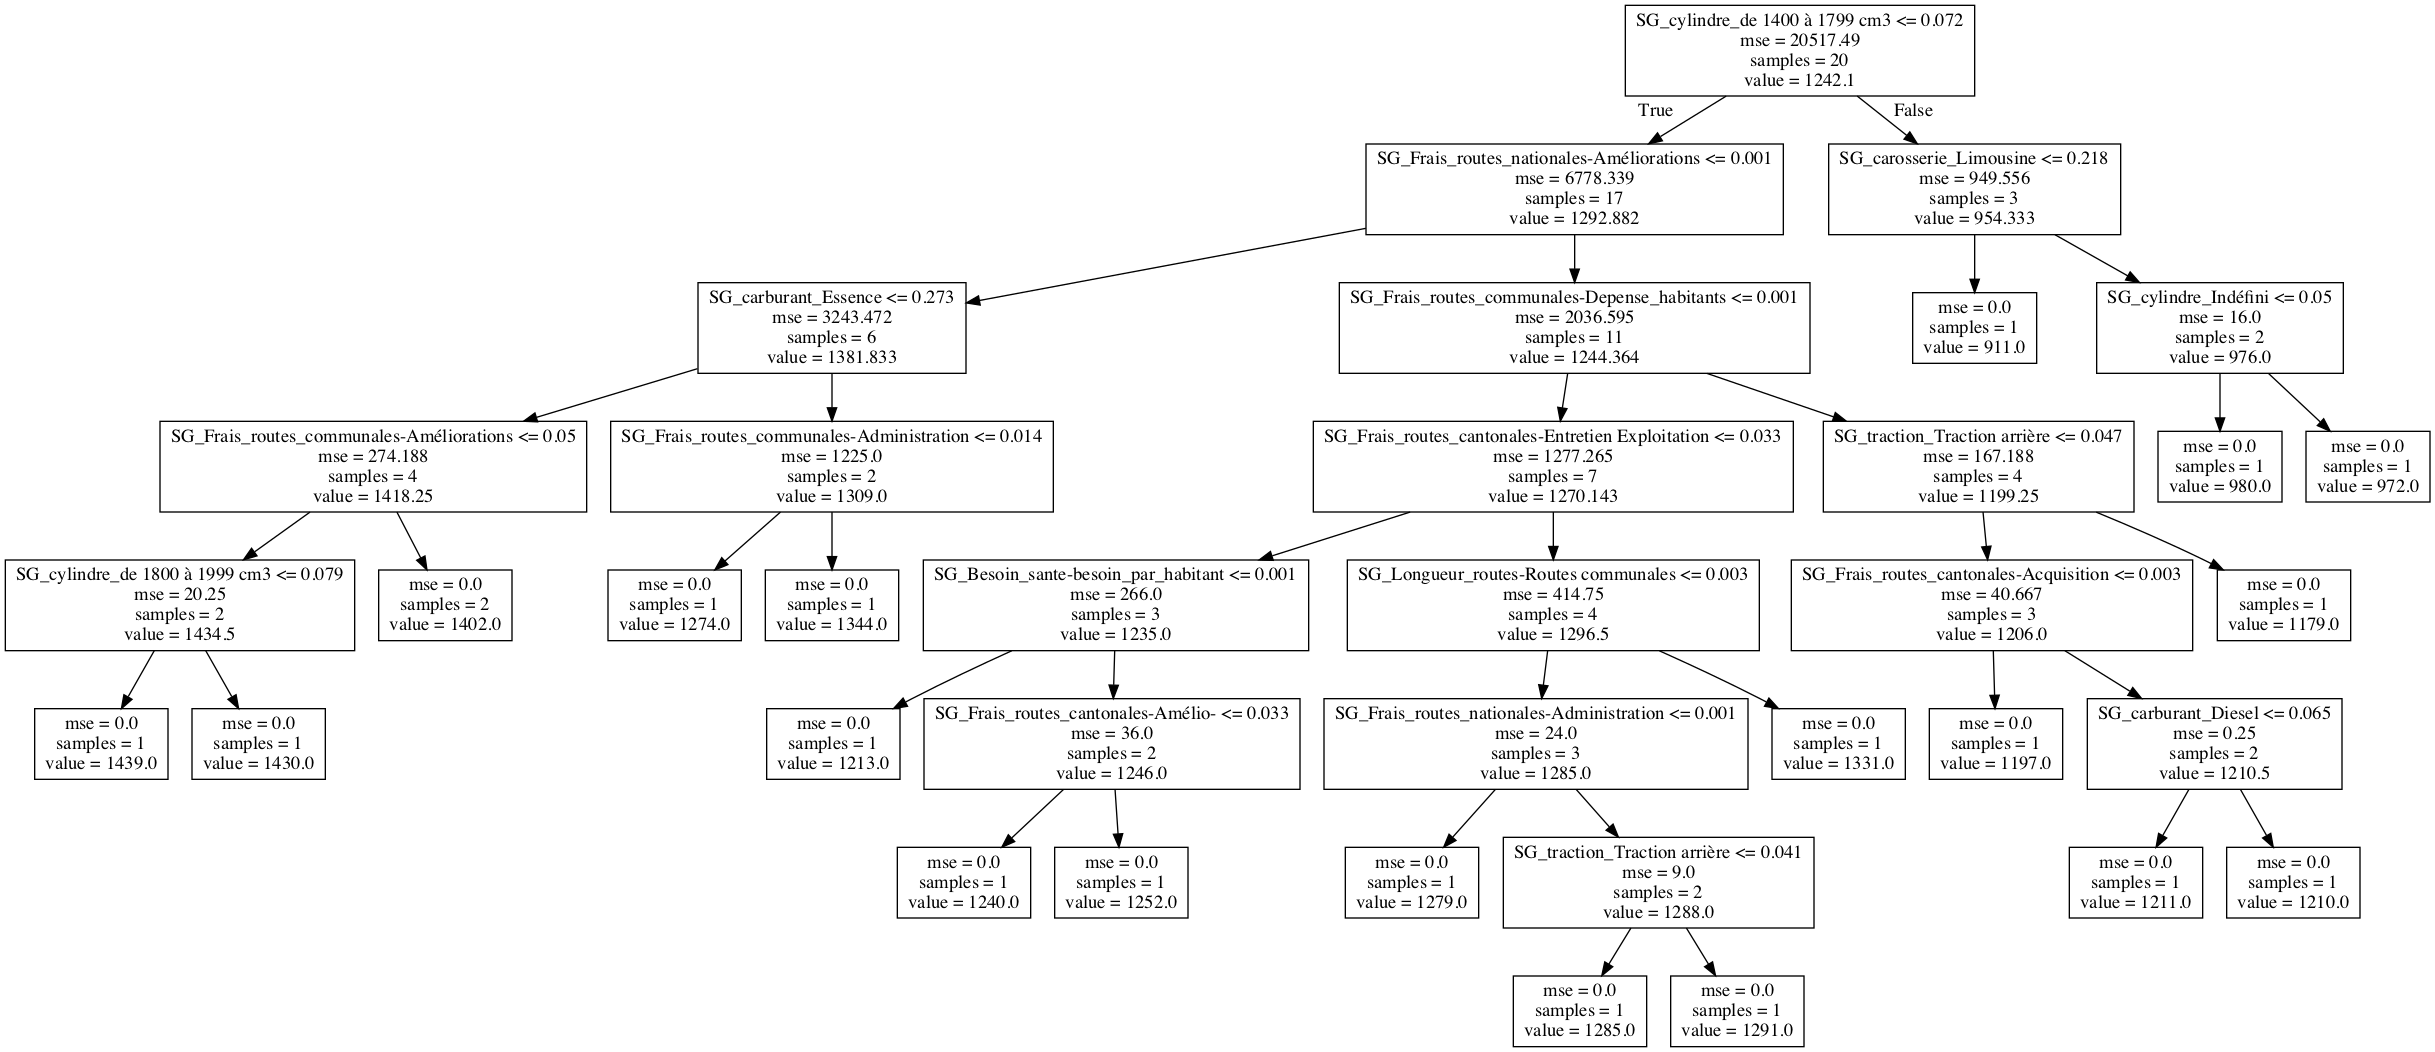 SG_cylindre_de 1400 à 1799 cm3 <= 0.072
mse = 20517.49
samples = 20
value = 1242.1
True
False
SG_Frais_routes_nationales-Améliorations <= 0.001
mse = 6778.339
samples = 17
value = 1292.882
SG_carosserie_Limousine <= 0.218
mse = 949.556
samples = 3
value = 954.333
SG_carburant_Essence <= 0.273
mse = 3243.472
samples = 6
value = 1381.833
SG_Frais_routes_communales-Depense_habitants <= 0.001
mse = 2036.595
samples = 11
value = 1244.364
mse = 0.0
samples = 1
value = 911.0
SG_cylindre_Indéfini <= 0.05
mse = 16.0
samples = 2
value = 976.0
SG_Frais_routes_communales-Améliorations <= 0.05
mse = 274.188
samples = 4
value = 1418.25
SG_Frais_routes_communales-Administration <= 0.014
mse = 1225.0
samples = 2
value = 1309.0
SG_Frais_routes_cantonales-Entretien Exploitation <= 0.033
mse = 1277.265
samples = 7
value = 1270.143
SG_traction_Traction arrière <= 0.047
mse = 167.188
samples = 4
value = 1199.25
mse = 0.0
samples = 1
value = 980.0
mse = 0.0
samples = 1
value = 972.0
SG_cylindre_de 1800 à 1999 cm3 <= 0.079
mse = 20.25
samples = 2
value = 1434.5
mse = 0.0
samples = 2
value = 1402.0
mse = 0.0
samples = 1
value = 1274.0
mse = 0.0
samples = 1
value = 1344.0
SG_Besoin_sante-besoin_par_habitant <= 0.001
mse = 266.0
samples = 3
value = 1235.0
SG_Longueur_routes-Routes communales <= 0.003
mse = 414.75
samples = 4
value = 1296.5
SG_Frais_routes_cantonales-Acquisition <= 0.003
mse = 40.667
samples = 3
value = 1206.0
mse = 0.0
samples = 1
value = 1179.0
mse = 0.0
samples = 1
value = 1439.0
mse = 0.0
samples = 1
value = 1430.0
mse = 0.0
samples = 1
value = 1213.0
SG_Frais_routes_cantonales-Amélio- <= 0.033
mse = 36.0
samples = 2
value = 1246.0
SG_Frais_routes_nationales-Administration <= 0.001
mse = 24.0
samples = 3
value = 1285.0
mse = 0.0
samples = 1
value = 1331.0
mse = 0.0
samples = 1
value = 1197.0
SG_carburant_Diesel <= 0.065
mse = 0.25
samples = 2
value = 1210.5
mse = 0.0
samples = 1
value = 1240.0
mse = 0.0
samples = 1
value = 1252.0
mse = 0.0
samples = 1
value = 1279.0
SG_traction_Traction arrière <= 0.041
mse = 9.0
samples = 2
value = 1288.0
mse = 0.0
samples = 1
value = 1211.0
mse = 0.0
samples = 1
value = 1210.0
mse = 0.0
samples = 1
value = 1285.0
mse = 0.0
samples = 1
value = 1291.0